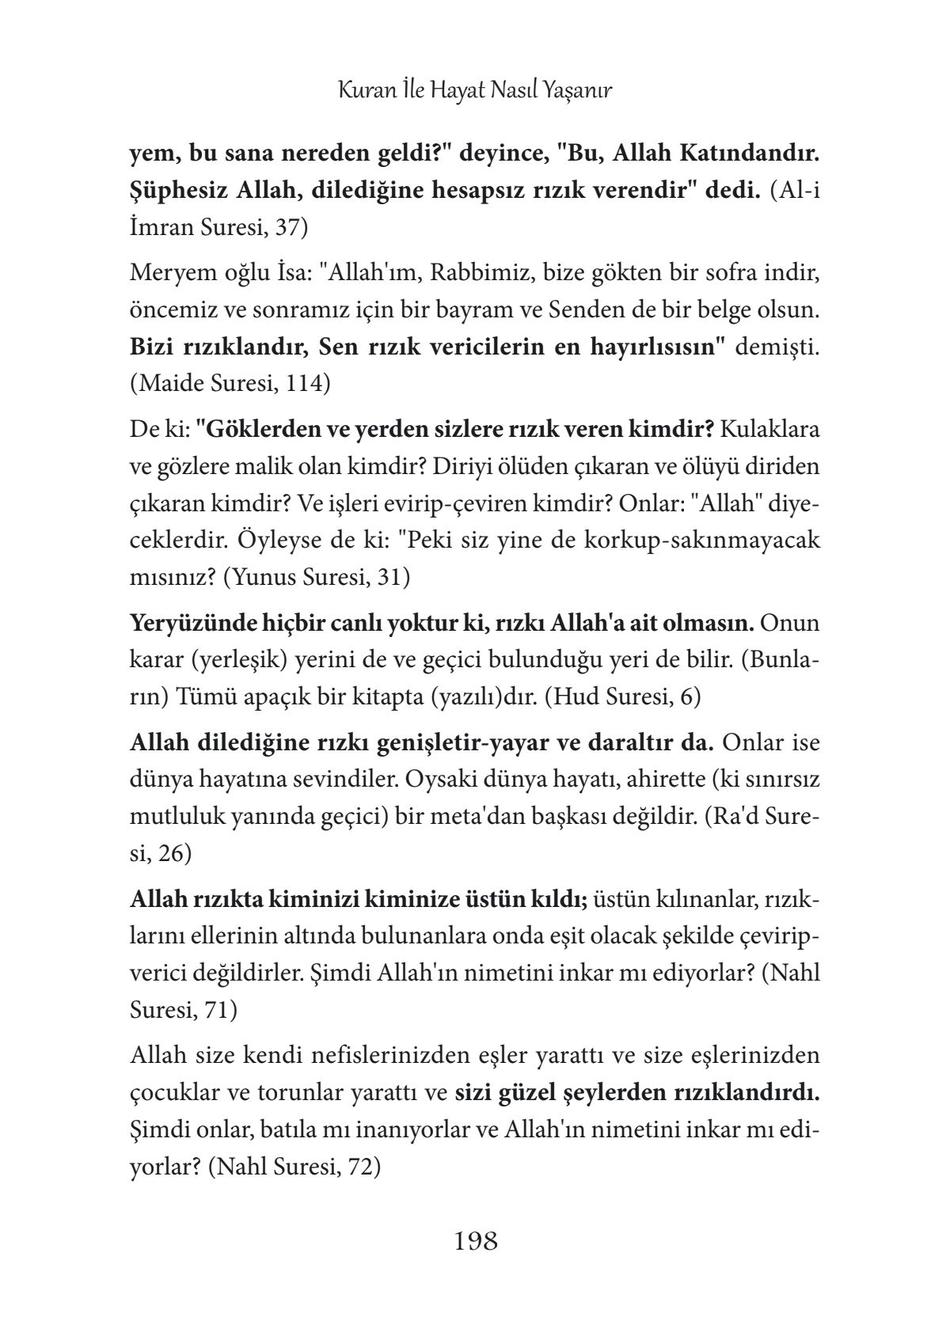 Kuran İle Hayat Nasıl Yaşanır
yem, bu sana nereden geldi?" deyince, "Bu, Allah Katındandır.
Şüphesiz Allah, dilediğine hesapsız rızık verendir" dedi. (Al-i
İmran Suresi, 37)
Meryem oğlu İsa: "Allah'ım, Rabbimiz, bize gökten bir sofra indir,
öncemiz ve sonramız için bir bayram ve Senden de bir belge olsun.
Bizi rızıklandır, Sen rızık vericilerin en hayırlısısın" demişti.
(Maide Suresi, 114)
De ki: "Göklerden ve yerden sizlere rızık veren kimdir? Kulaklara
ve gözlere malik olan kimdir? Diriyi ölüden çıkaran ve ölüyü diriden
çıkaran kimdir? Ve işleri evirip-çeviren kimdir? Onlar: "Allah" diye-
ceklerdir. Öyleyse de ki: "Peki siz yine de korkup-sakınmayacak
mısınız? (Yunus Suresi, 31)
Yeryüzünde hiçbir canlı yoktur ki, rızkı Allah'a ait olmasın. Onun
karar (yerleşik) yerini de ve geçici bulunduğu yeri de bilir. (Bunla-
rın) Tümü apaçık bir kitapta (yazılı)dır. (Hud Suresi, 6)
Allah dilediğine rızkı genişletir-yayar ve daraltır da. Onlar ise
dünya hayatına sevindiler. Oysaki dünya hayatı, ahirette (ki sınırsız
mutluluk yanında geçici) bir meta'dan başkası değildir. (Ra'd Sure-
si, 26)
Allah rızıkta kiminizi kiminize üstün kıldı; üstün kılınanlar, rızık-
larını ellerinin altında bulunanlara onda eşit olacak şekilde çevirip-
verici değildirler. Şimdi Allah'ın nimetini inkar mı ediyorlar? (Nahl
Suresi, 71)
Allah size kendi nefislerinizden eşler yarattı ve size eşlerinizden
çocuklar ve torunlar yarattı ve sizi güzel şeylerden rızıklandırdı.
Şimdi onlar, batıla mı inanıyorlar ve Allah'ın nimetini inkar mı edi-
yorlar? (Nahl Suresi, 72)
198